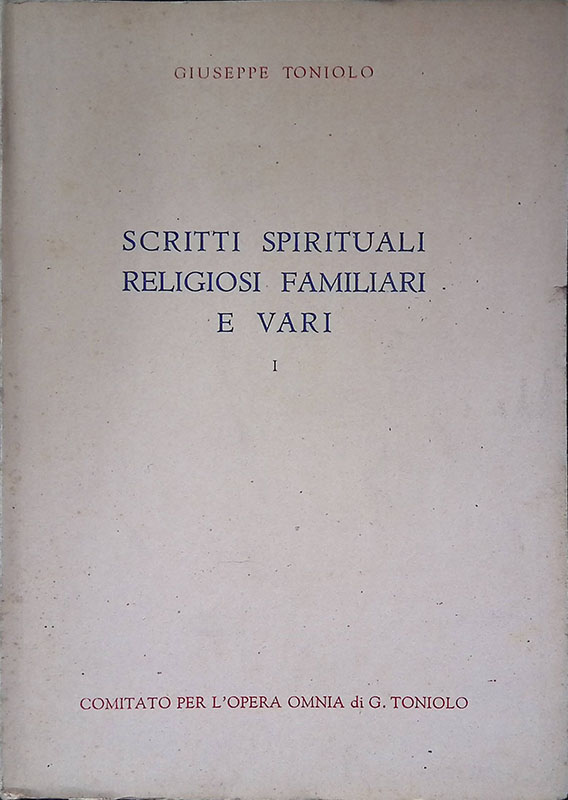 GIUSEPPE TONIOLO
SCRITTI SPIRITUALI
RELIGIOSI FAMILIARI
E VARI
I
COMITATO PER L'OPERA OMNIA di G. TONIOLO